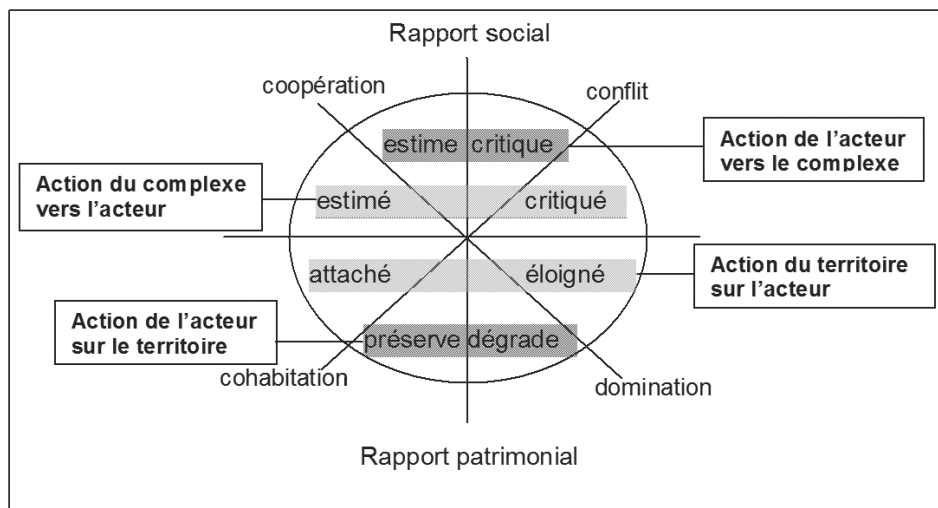 Rapport social
coopération
conflit
estime critique
Action de l'acteur
vers le complexe
Action du complexe
vers l'acteur
estimé
critiqué
attaché
éloigné
Action du territoire
sur l'acteur
Action de l'acteur
sur le territoire
préserve dégrade
cohabitation
domination
Rapport patrimonial